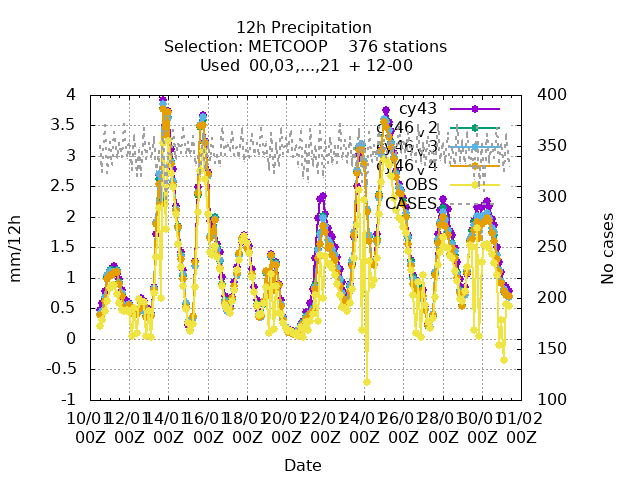 12h Precipitation
Selection: METCOOP 376 stations
Used 00,03,...,21 + 12-00
4
3.5
3
2.5
2
1.5
1
0.5
0
-0.5
-1
400
350
300
250
200
150
100
mm/12h
No cases
cy43
cy46_v2
cy46_v3
cy46_v4
OBS
CASES
10/01 12/01 14/01 16/01 18/01 20/01 22/01 24/01 26/01 28/01 30/01 01/02
00Z 00Z 00Z 00Z 00Z 00Z 00Z 00Z 00Z 00Z 00Z 00Z
Date